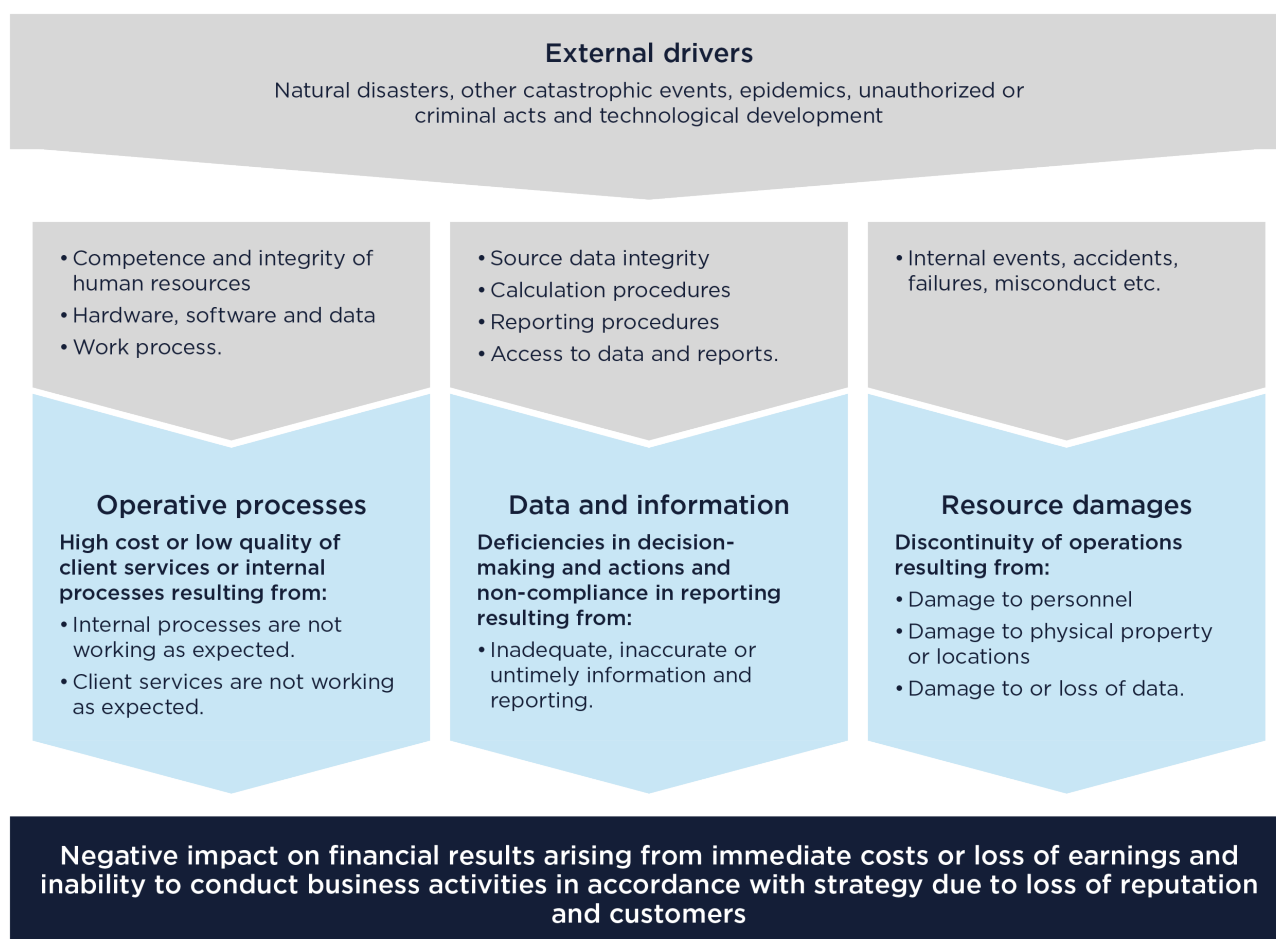 External drivers
Natural disasters, other catastrophic events, epidemics, unauthorized or
criminal acts and technological development
• Competence and integrity of
human resources
• Hardware, software and data
• Work process.
• Source data integrity
• Calculation procedures
• Reporting procedures
• Access to data and reports.
• Internal events, accidents,
failures, misconduct etc.
Operative processes
High cost or low quality of
client services or internal
processes resulting from:
• Internal processes are not
working as expected.
• Client services are not working
as expected.
Data and information
Deficiencies in decision-
making and actions and
non-compliance in reporting
resulting from:
• Inadequate, inaccurate or
untimely information and
reporting.
Resource damages
Discontinuity of operations
resulting from:
• Damage to personnel
• Damage to physical property
or locations
• Damage to or loss of data.
Negative impact on financial results arising from immediate costs or loss of earnings and
inability to conduct business activities in accordance with strategy due to loss of reputation
and customers